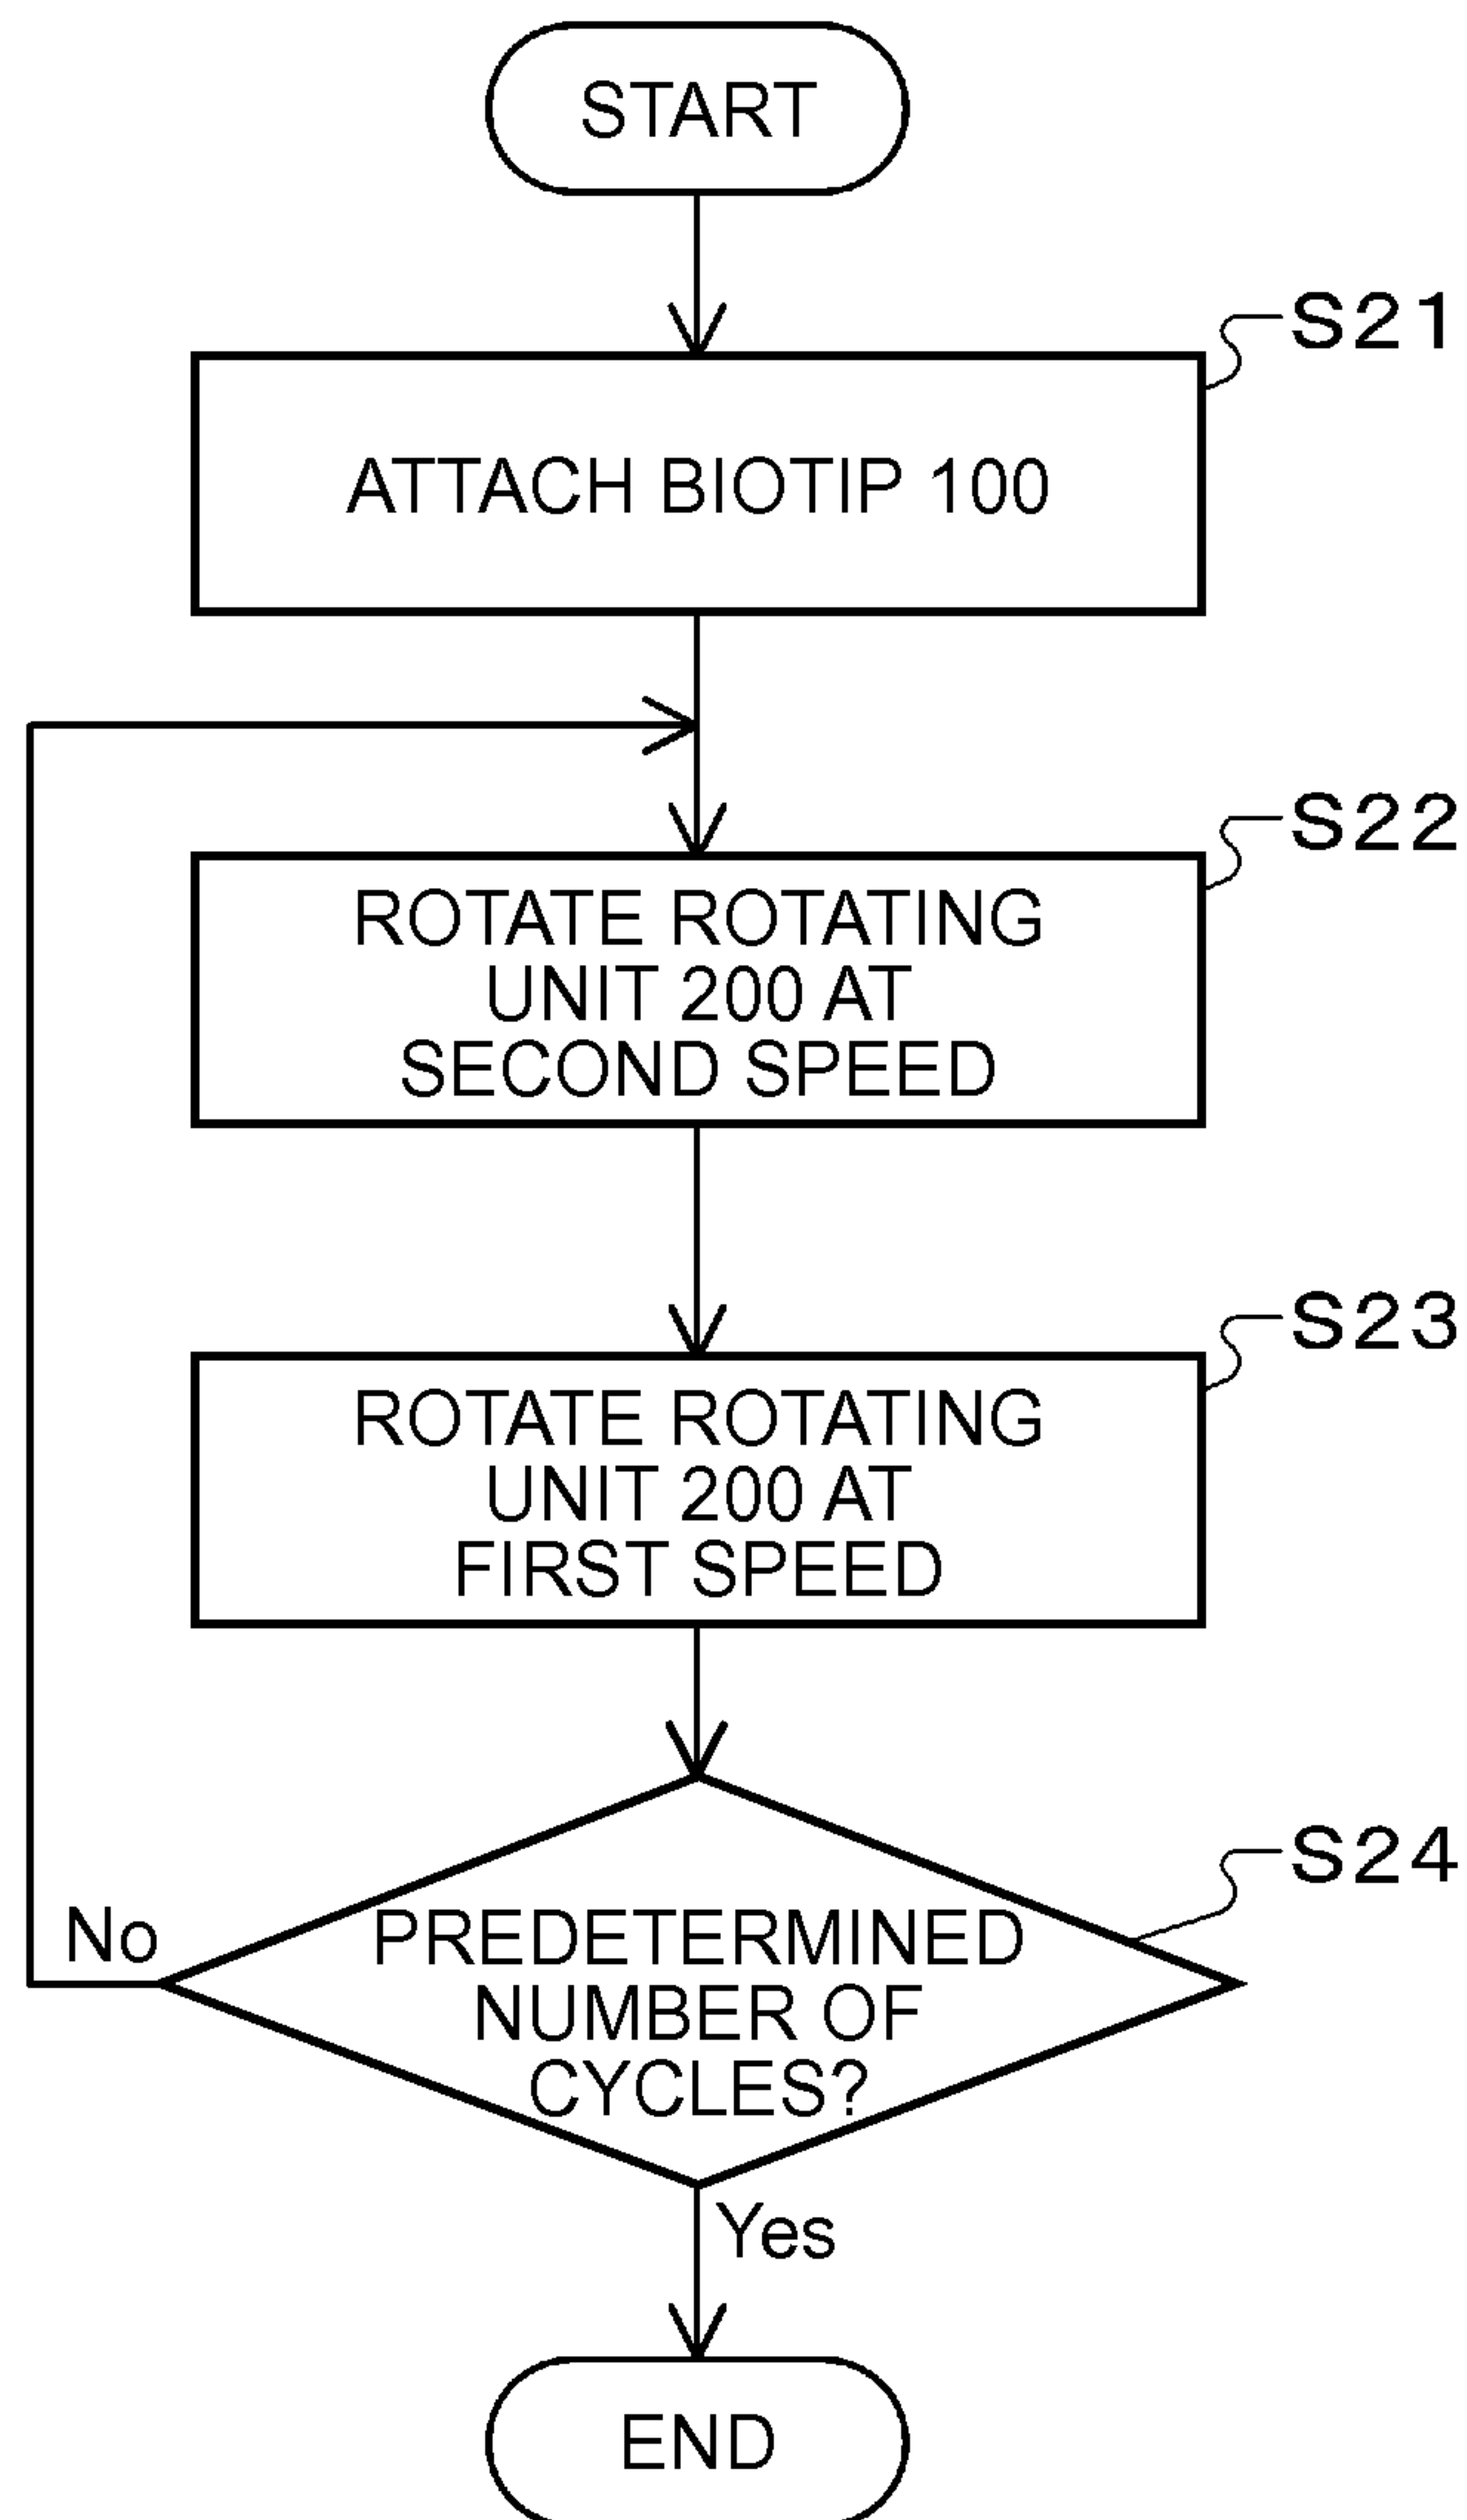 START
S21
ATTACH BIOTIP 100
S22
ROTATE ROTATING
UNIT 200 AT
SECOND SPEED
S23
ROTATE ROTATING
UNIT 200 AT
FIRST SPEED
S24
No
PREDETERMINED
NUMBER OF
CYCLES?
Yes
END